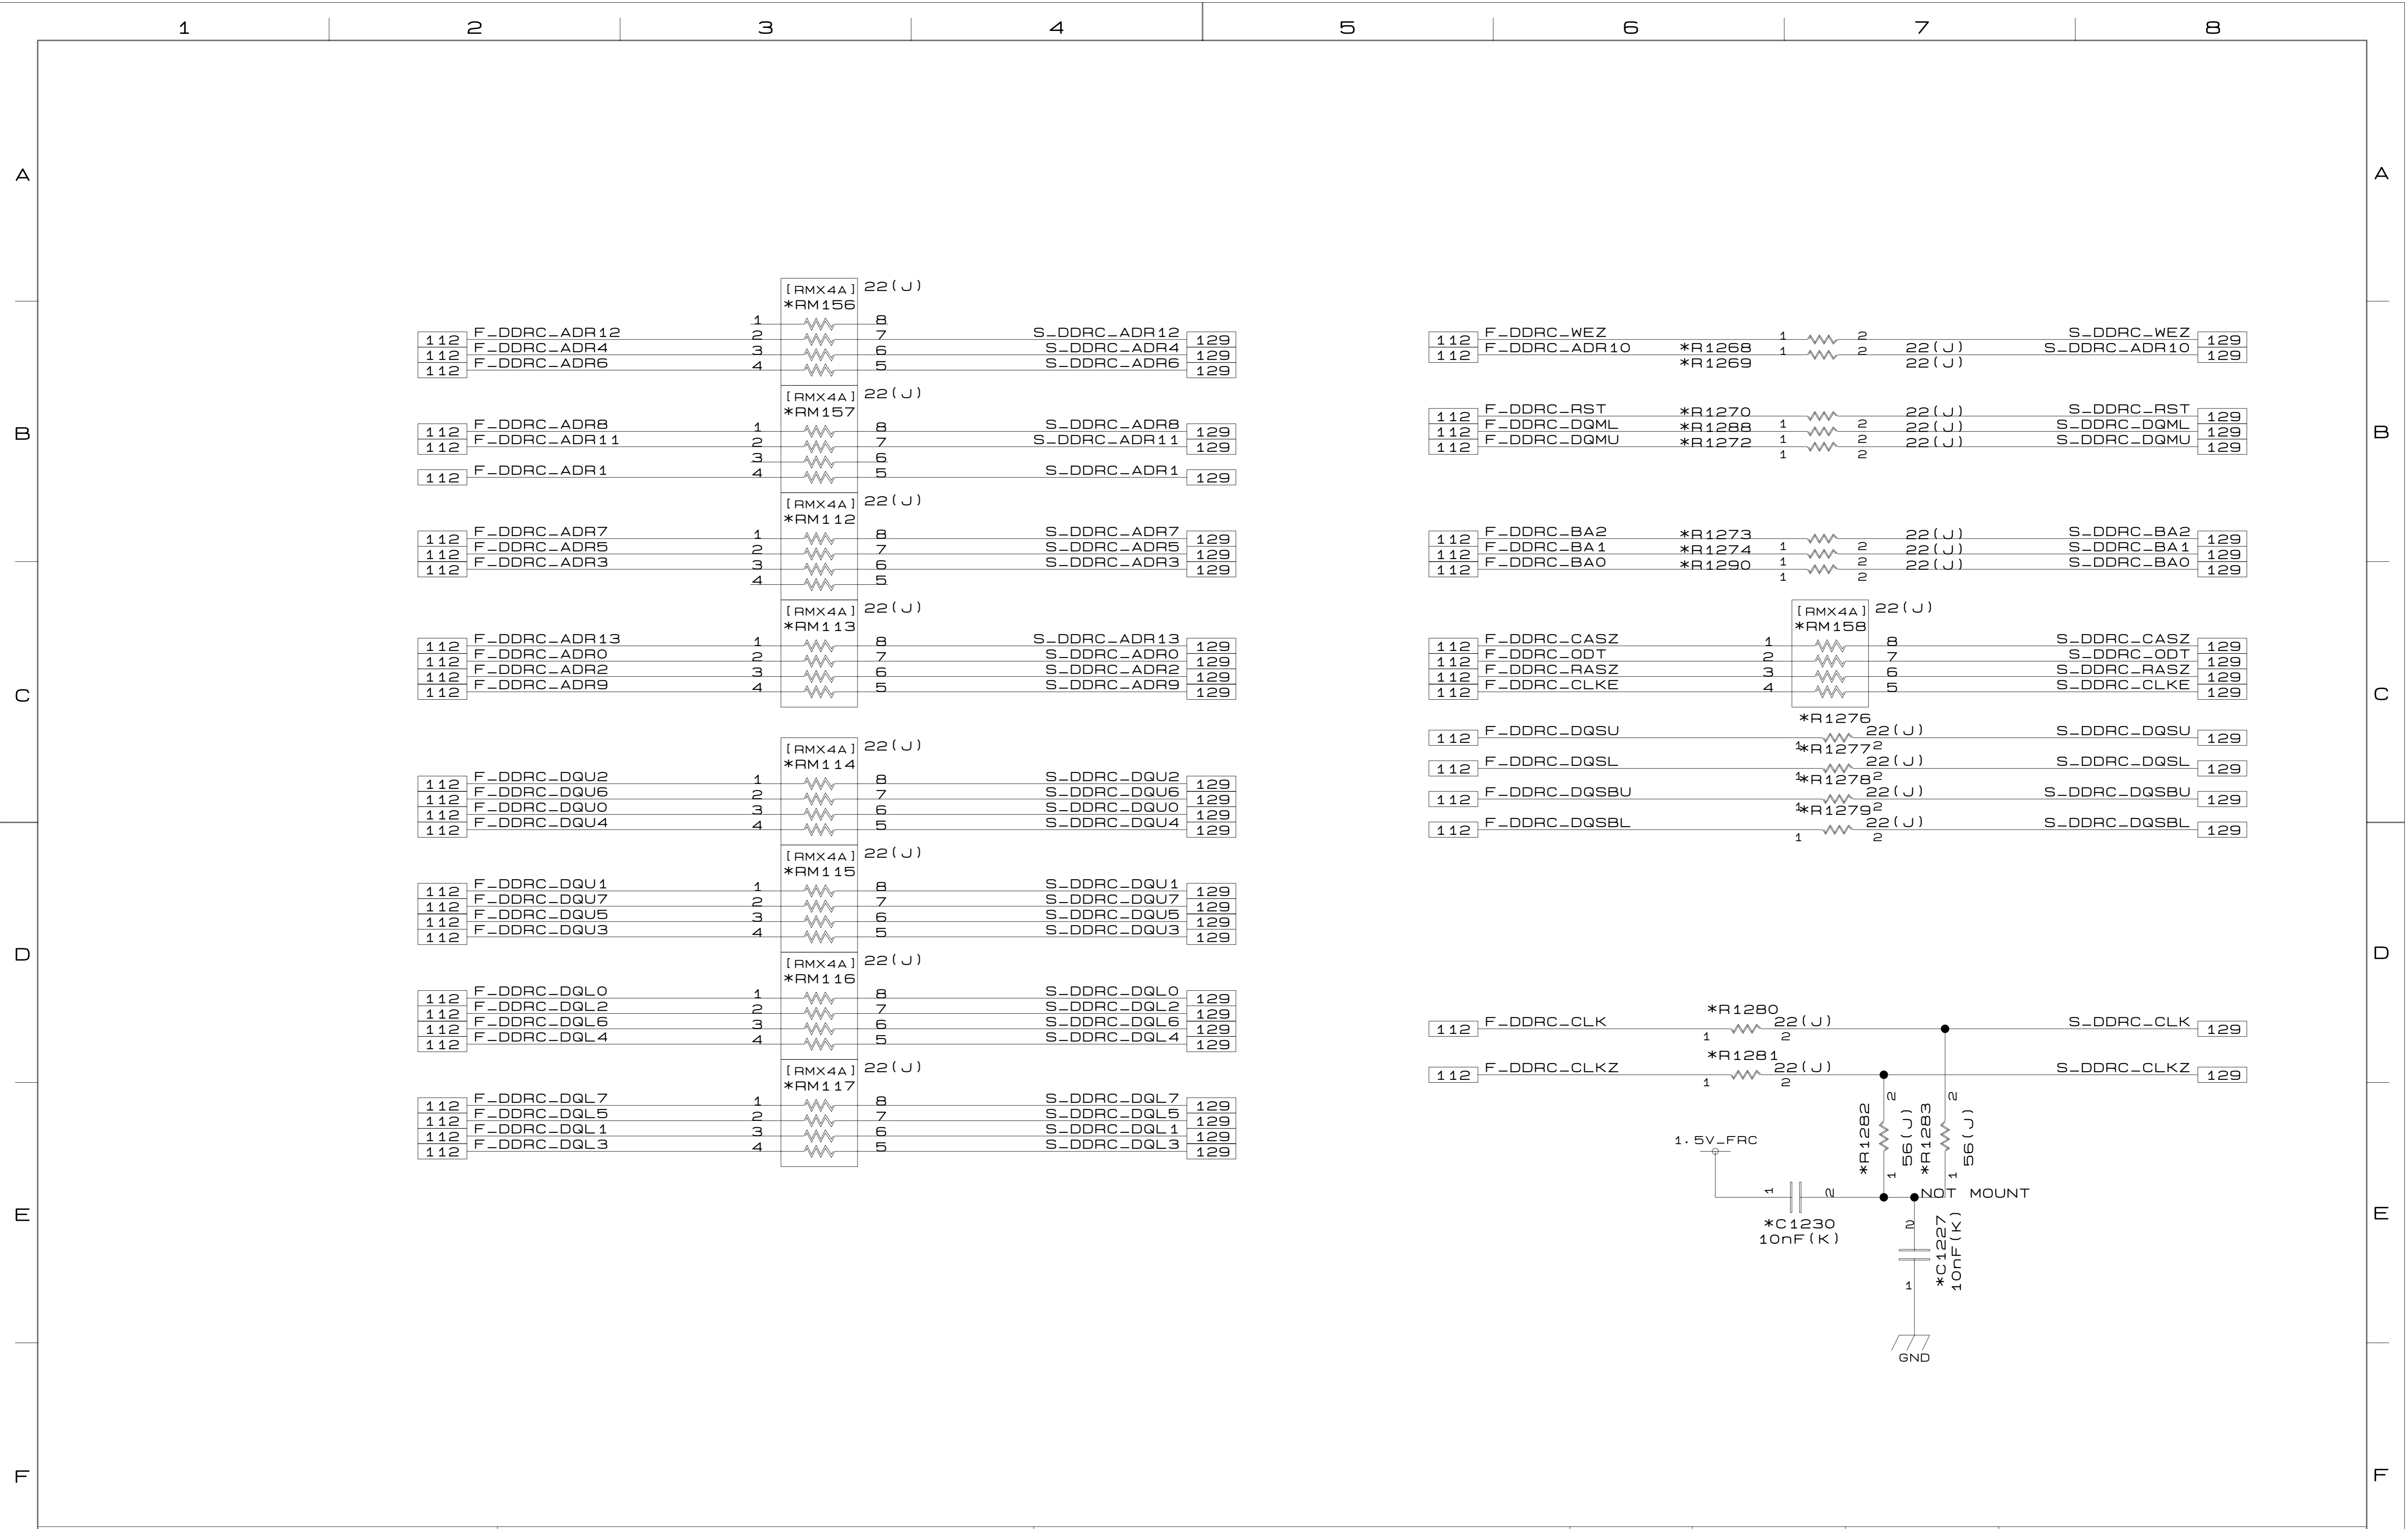 1 2 3 4 5 6 7 8
A A
[RMX4A] 22(J)
*RM156
1 8
112 F_DDRC_ADR12 2 7 S_DDRC_ADR12 129
112 F_DDRC_ADR4 3 6 S_DDRC_ADR4 129
112 F_DDRC_ADR6 4 5 S_DDRC_ADR6 129
[RMX4A] 22(J)
*RM157
B
112 F_DDRC_ADR8 1 8 S_DDRC_ADR8 129
112 F_DDRC_ADR11 2 7 S_DDRC_ADR11 129
3 6
112 F_DDRC_ADR1 4 5 S_DDRC_ADR1 129
[RMX4A] 22(J)
*RM112
112 F_DDRC_ADR7 1 8 S_DDRC_ADR7 129
112 F_DDRC_ADR5 2 7 S_DDRC_ADR5 129
112 F_DDRC_ADR3 3 6 S_DDRC_ADR3 129
4 5
[RMX4A] 22(J)
*RM113
112 F_DDRC_ADR13 1 8 S_DDRC_ADR13 129
112 F_DDRC_ADR0 2 7 S_DDRC_ADR0 129
112 F_DDRC_ADR2 3 6 S_DDRC_ADR2 129
112 F_DDRC_ADR9 4 5 S_DDRC_ADR9 129
C
[RMX4A] 22(J)
*RM114
112 F_DDRC_DQU2 1 8 S_DDRC_DQU2 129
112 F_DDRC_DQU6 2 7 S_DDRC_DQU6 129
112 F_DDRC_DQU0 3 6 S_DDRC_DQU0 129
112 F_DDRC_DQU4 4 5 S_DDRC_DQU4 129
[RMX4A] 22(J)
*RM115
112 F_DDRC_DQU1 1 8 S_DDRC_DQU1 129
112 F_DDRC_DQU7 2 7 S_DDRC_DQU7 129
112 F_DDRC_DQU5 3 6 S_DDRC_DQU5 129
112 F_DDRC_DQU3 4 5 S_DDRC_DQU3 129
D
[RMX4A] 22(J)
*RM116
112 F_DDRC_DQL0 1 8 S_DDRC_DQL0 129
112 F_DDRC_DQL2 2 7 S_DDRC_DQL2 129
112 F_DDRC_DQL6 3 6 S_DDRC_DQL6 129
112 F_DDRC_DQL4 4 5 S_DDRC_DQL4 129
[RMX4A] 22(J)
*RM117
112 F_DDRC_DQL7 1 8 S_DDRC_DQL7 129
112 F_DDRC_DQL5 2 7 S_DDRC_DQL5 129
112 F_DDRC_DQL1 3 6 S_DDRC_DQL1 129
112 F_DDRC_DQL3 4 5 S_DDRC_DQL3 129
E
F
112 F_DDRC_WEZ 1 2 S_DDRC_WEZ 129
112 F_DDRC_ADR10 *R1268 1 2 22(J) S_DDRC_ADR10 129
*R1269 22(J)
112 F_DDRC_RST *R1270 22(J) S_DDRC_RST 129
112 F_DDRC_DQML *R1288 1 2 22(J) S_DDRC_DQML 129
112 F_DDRC_DQMU *R1272 1 2 22(J) S_DDRC_DQMU 129
1 2
B
112 F_DDRC_BA2 *R1273 22(J) S_DDRC_BA2 129
112 F_DDRC_BA1 *R1274 1 2 22(J) S_DDRC_BA1 129
112 F_DDRC_BA0 *R1290 1 2 22(J) S_DDRC_BA0 129
1 2
[RMX4A] 22(J)
*RM158
112 F_DDRC_CASZ 1 8 S_DDRC_CASZ 129
112 F_DDRC_ODT 2 7 S_DDRC_ODT 129
112 F_DDRC_RASZ 3 6 S_DDRC_RASZ 129
112 F_DDRC_CLKE 4 5 S_DDRC_CLKE 129
C
*R1276
112 F_DDRC_DQSU 22(J) S_DDRC_DQSU 129
1 *R1277 2
112 F_DDRC_DQSL 22(J) S_DDRC_DQSL 129
1 *R1278 2
112 F_DDRC_DQSBU 22(J) S_DDRC_DQSBU 129
1 *R1279 2
112 F_DDRC_DQSBL 22(J) S_DDRC_DQSBL 129
1 2
D
*R1280
112 F_DDRC_CLK 22(J) S_DDRC_CLK 129
1 2
*R1281
112 F_DDRC_CLKZ 22(J) S_DDRC_CLKZ 129
1 2
2 2
*R1282 56(J) *R1283 56(J)
1 1
1.5V_FRC
1 2 NOT MOUNT
*C1230
10nF(K)
2
*C1227
10nF(K)
1
GND
E
F